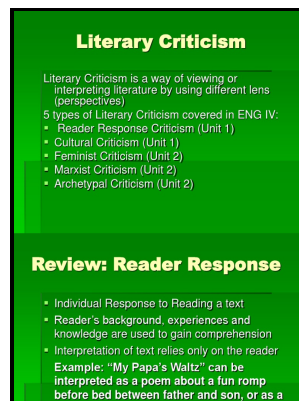 Literary Criticism
Literary Criticism is a way of viewing or
interpreting literature by using different lens
(perspectives)
5 types of Literary Criticism covered in ENG IV:
▪ Reader Response Criticism (Unit 1)
▪ Cultural Criticism (Unit 1)
▪ Feminist Criticism (Unit 2)
▪ Marxist Criticism (Unit 2)
▪ Archetypal Criticism (Unit 2)
Review: Reader Response
▪ Individual Response to Reading a text
▪ Reader's background, experiences and
knowledge are used to gain comprehension
▪ Interpretation of text relies only on the reader
Example: “My Papa’s Waltz” can be
interpreted as a poem about a fun romp
before bed between father and son, or as a